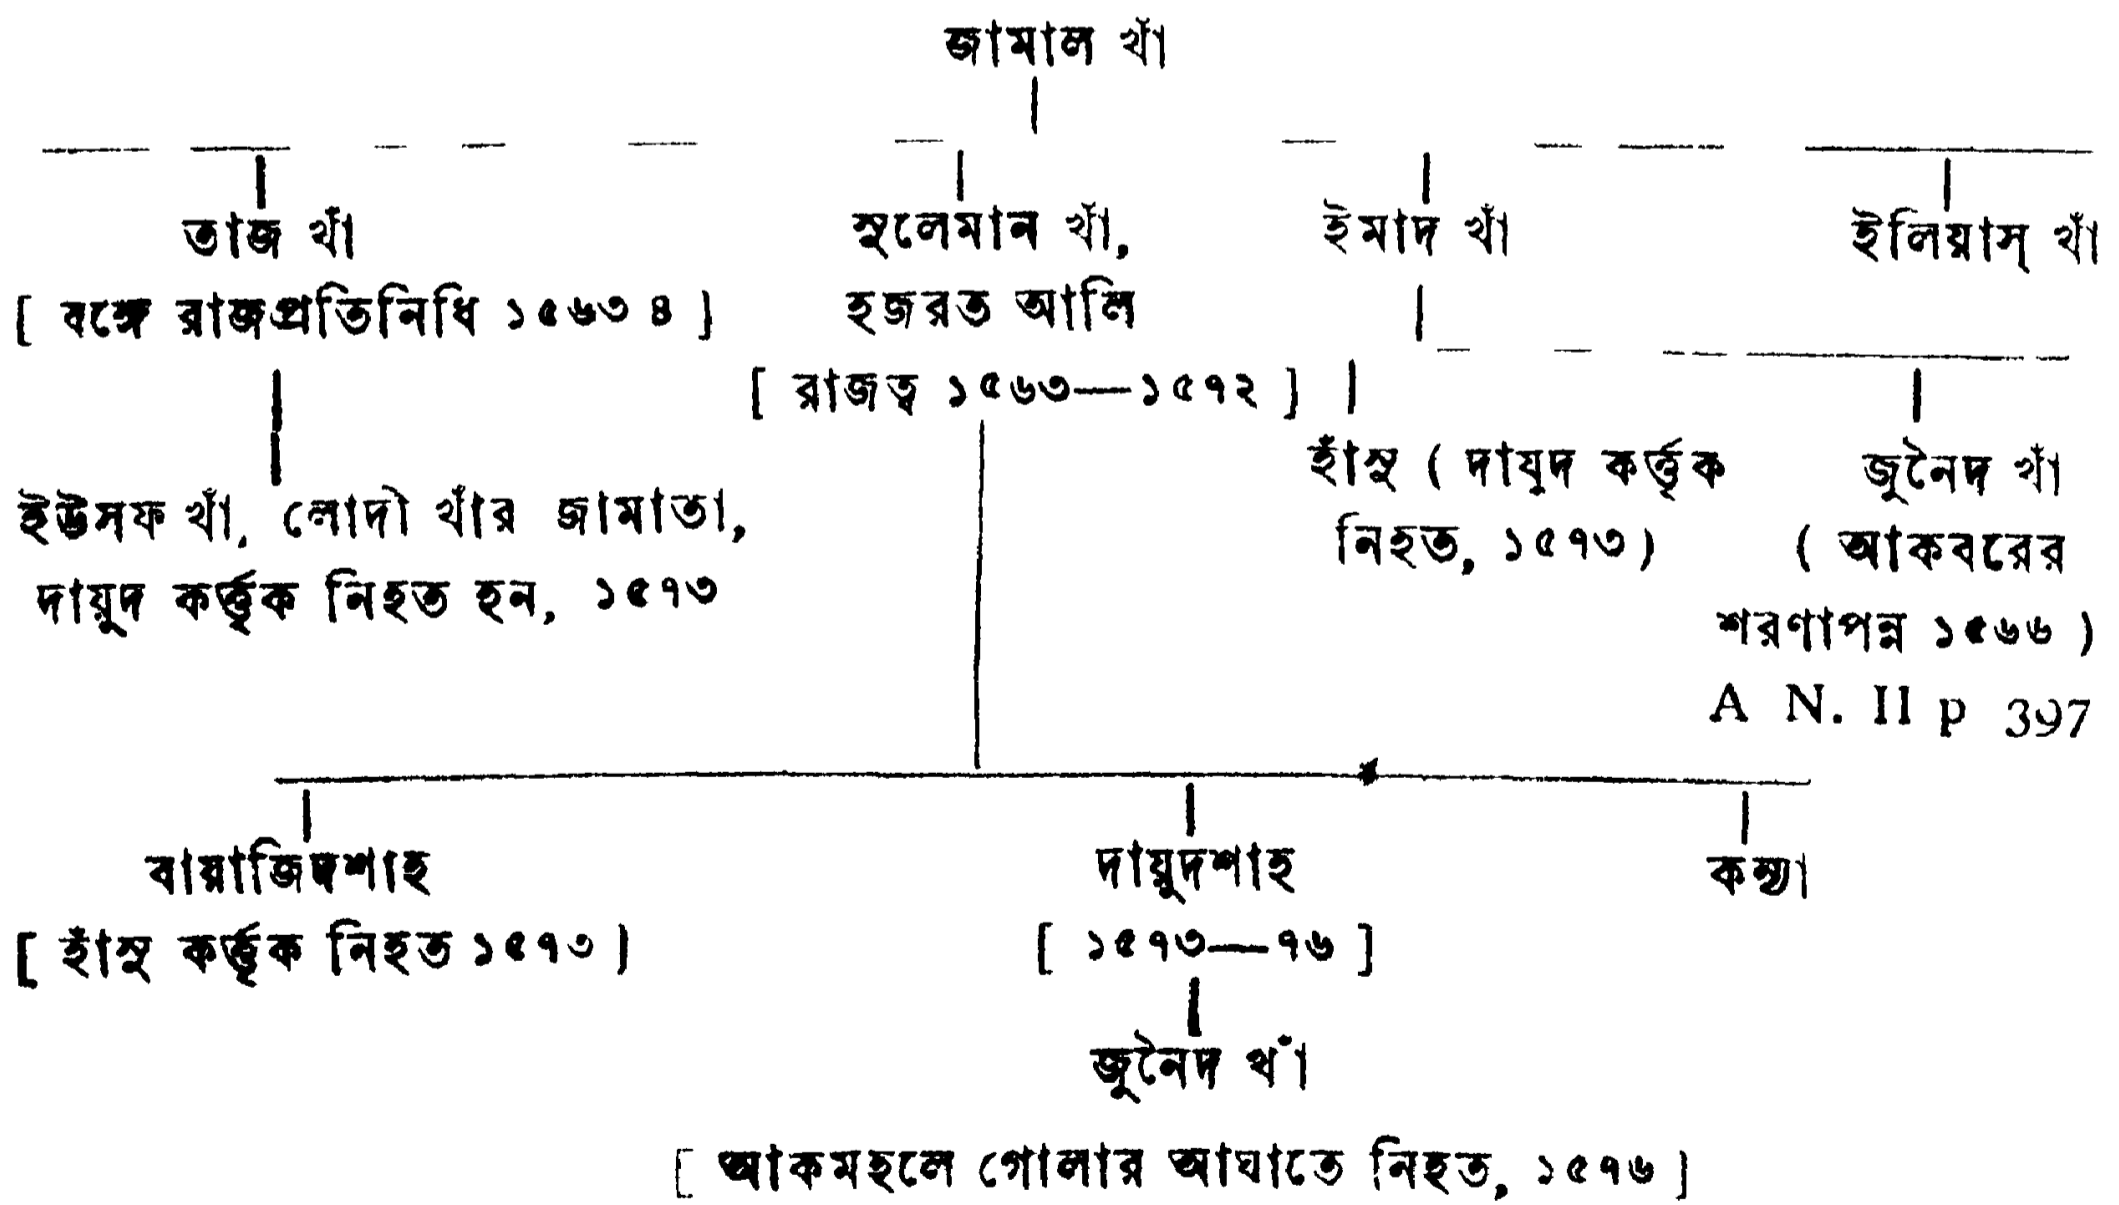 জামাল খাঁ
তাজ খাঁ
[ বঙ্গে রাজপ্রতিনিধি ১৫৬৩ ৪ ]
সুলেমান খাঁ,
হজরত আলি
[ রাজত্ব ১৫৬৩—১৫৭২ ]
ইমাদ খাঁ
ইলিয়াস্ খাঁ
ইউসফ খাঁ, লোদী খাঁর জামাতা,
দায়ুদ কর্ত্তৃক নিহত হন, ১৫৭৩
হাঁসু ( দাযুদ কর্ত্তৃক
নিহত, ১৫৭৩ )
জুনৈদ খাঁ
( আকবরের
শরণাপন্ন ১৫৬৬ )
A N. II p 397
বায়াজিদশাহ
[ হাঁসু কর্ত্তৃক নিহত ১৫৭৩ )
দায়ুদশাহ
[ ১৫৭৩—৭৬ ]
কন্যা
জুনৈদ খাঁ
[ আকমহলে গোলার আঘাতে নিহত, ১৫৭৬ ]